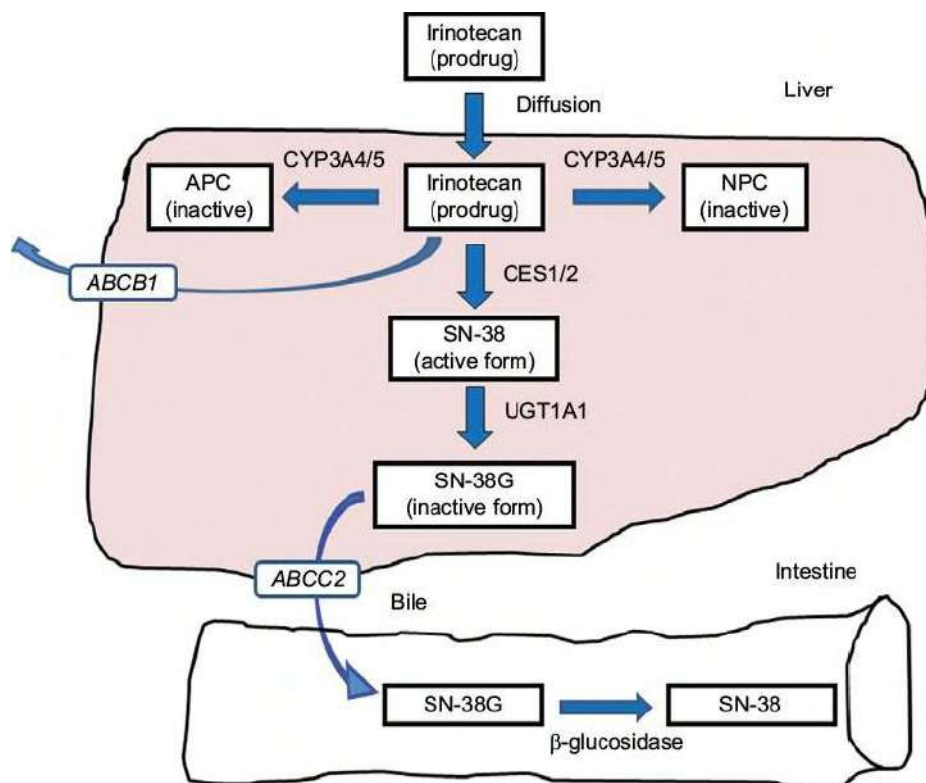 Irinotecan
(prodrug)
Diffusion
Liver
CYP3A4/5
CYP3A4/5
APC
(inactive)
Irinotecan
(prodrug)
NPC
(inactive)
ABCB1
CES1/2
SN-38
(active form)
UGT1A1
SN-38G
(inactive form)
ABCC2
Bile
Intestine
SN-38G
SN-38
β-glucosidase